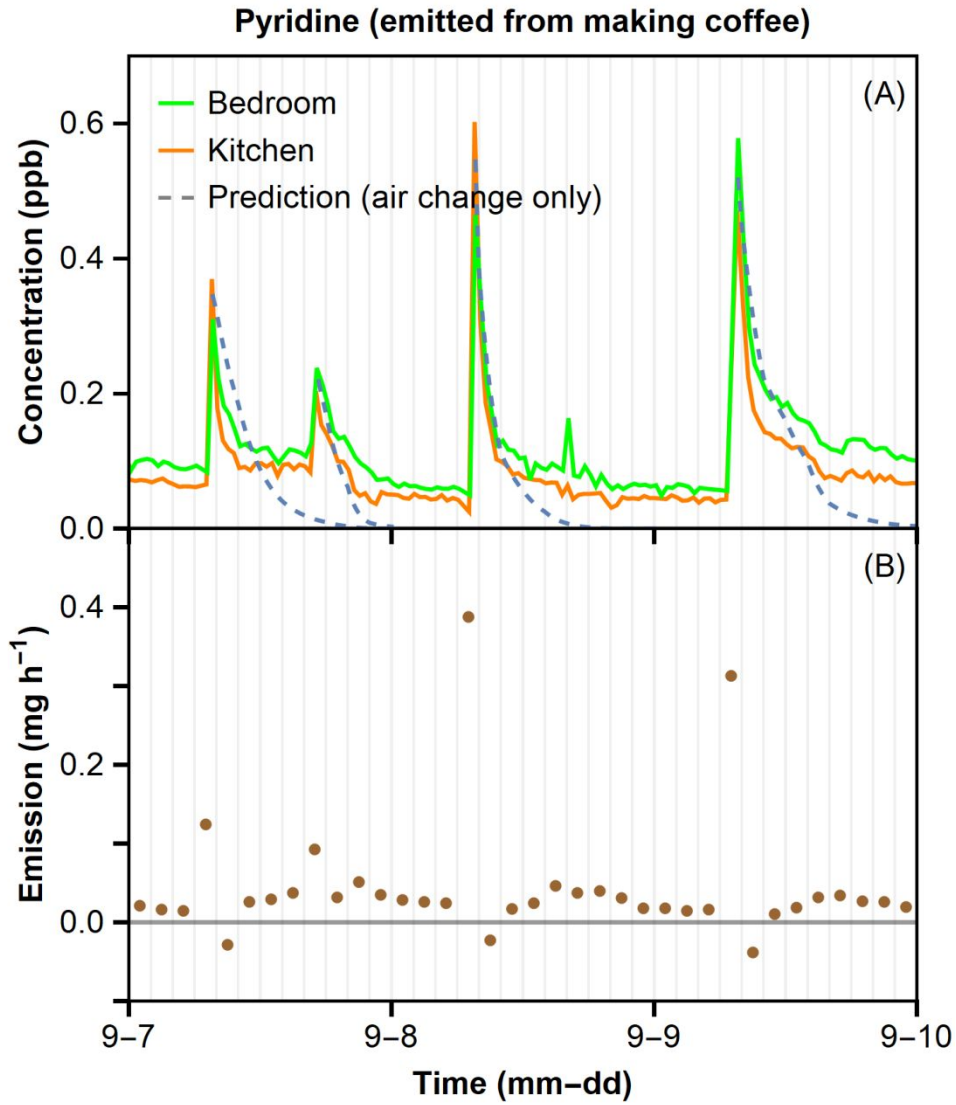 Pyridine (emitted from making coffee)
(A)
Bedroom
Kitchen
Prediction (air change only)
Concentration (ppb)
0.6
0.4
0.2
0.0
(B)
Emission (mg h⁻¹)
0.4
0.2
0.0
9–7
9–8
9–9
9–10
Time (mm–dd)